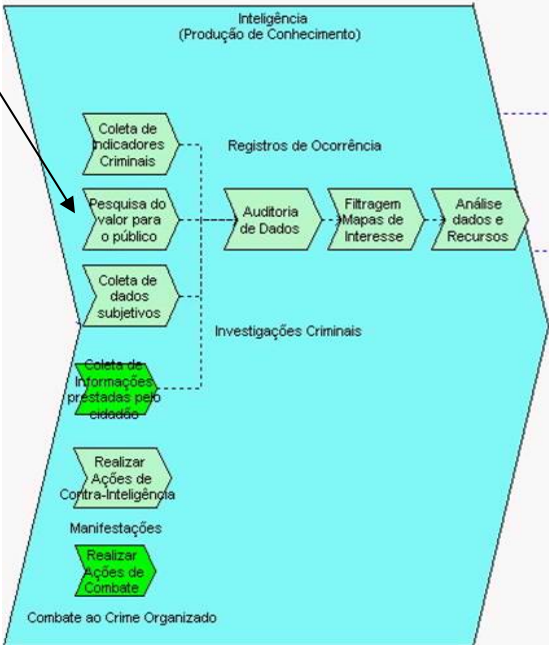 Inteligência
(Produção de Conhecimento)
Coleta de
Indicadores
Criminais
Registros de Ocorrência
Pesquisa do
valor para
o público
Auditoria
de Dados
Filtragem
Mapas de
Interesse
Análise
dados e
Recursos
Coleta de
dados
subjetivos
Investigações Criminais
Coleta de
Informações
prestadas pelo
cidadão
Realizar
Ações de
Contra-Inteligência
Manifestações
Realizar
Ações de
Combate
Combate ao Crime Organizado